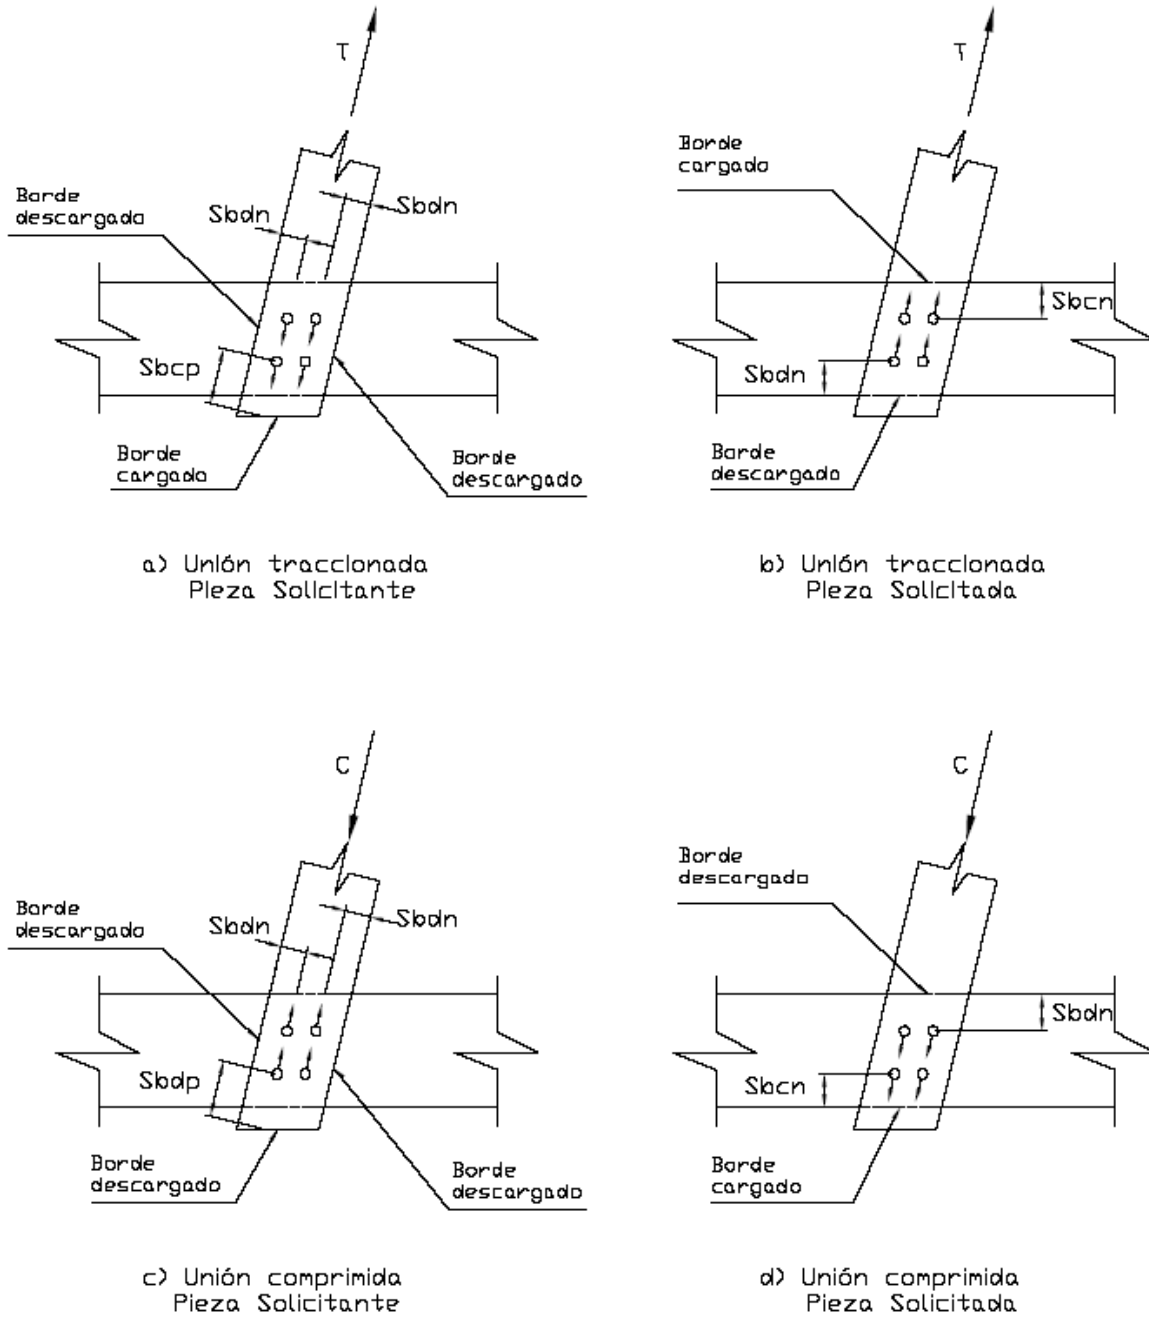 T
Borde
descargado
Sbdn
Sbdn
Sbcp
Borde
cargado
Borde
descargado
a) Unión traccionada
Pieza Solicitante
T
Borde
cargado
Sbcn
Sbdn
Borde
descargado
b) Unión traccionada
Pieza Solicitada
C
Borde
descargado
Sbdn
Sbdn
Sbdp
Borde
descargado
Borde
descargado
c) Unión comprimida
Pieza Solicitante
C
Borde
descargado
Sbdn
Sbcn
Borde
cargado
d) Unión comprimida
Pieza Solicitada